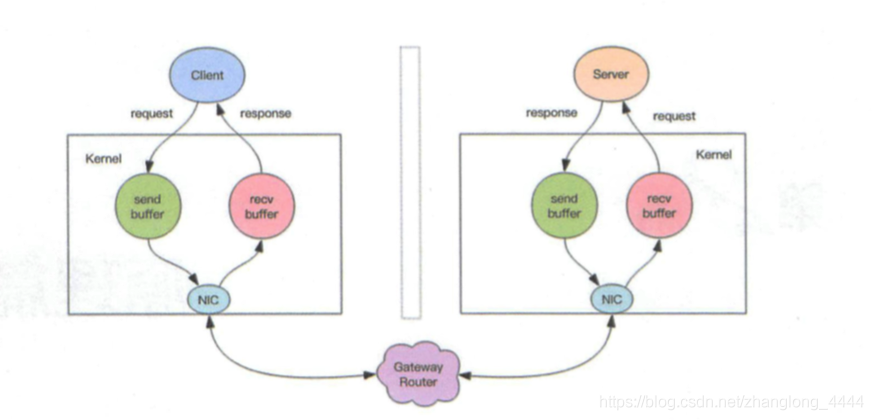 Client
Server
request
response
response
request
Kernel
Kernel
send
buffer
recv
buffer
send
buffer
recv
buffer
NIC
NIC
Gateway
Router
https://blog.csdn.net/zhanglong_4444